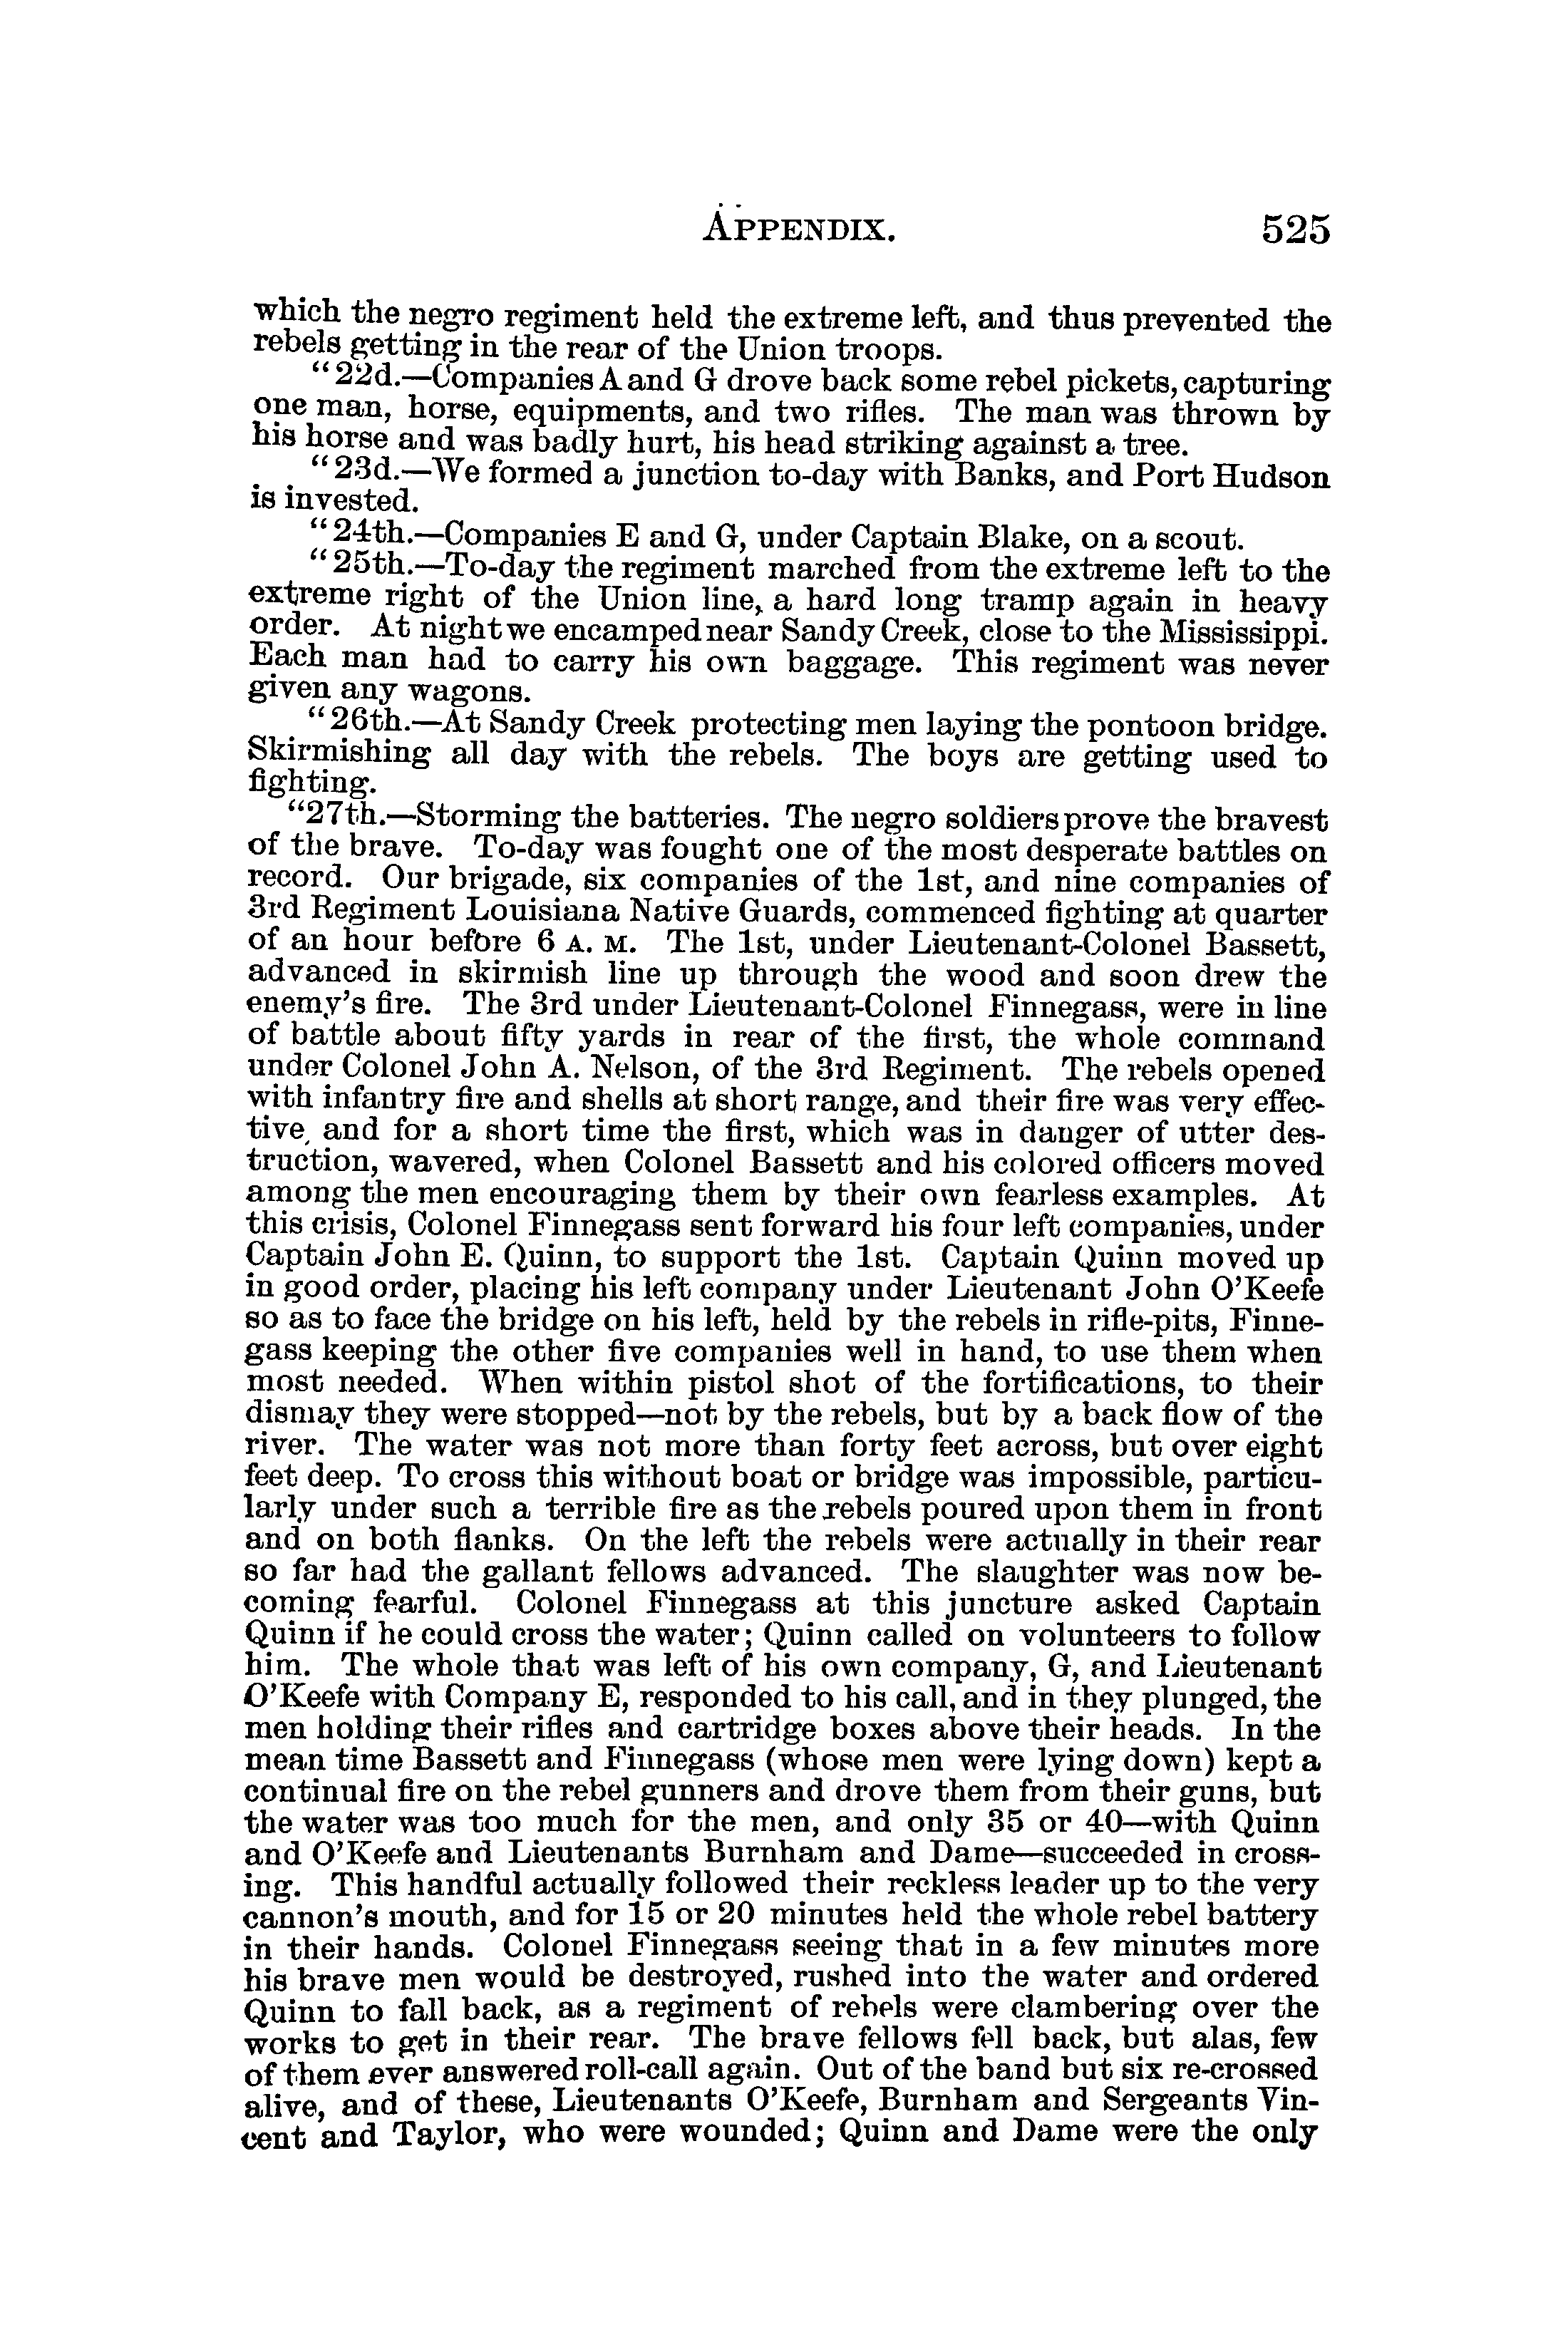 APPENDIX. 525
which the negro regiment held the extreme left, and thus prevented the
rebels getting in the rear of the Union troops.
"22d.—Companies A and G drove back some rebel pickets, capturing
one man, horse, equipments, and two rifles. The man was thrown by
his horse and was badly hurt, his head striking against a tree.
"23d.—We formed a junction to-day with Banks, and Port Hudson
is invested.
"24th.—Companies E and G, under Captain Blake, on a scout.
"25th.—To-day the regiment marched from the extreme left to the
extreme right of the Union line, a hard long tramp again in heavy
order. At night we encamped near Sandy Creek, close to the Mississippi.
Each man had to carry his own baggage. This regiment was never
given any wagons.
"26th.—At Sandy Creek protecting men laying the pontoon bridge.
Skirmishing all day with the rebels. The boys are getting used to
fighting.
"27th.—Storming the batteries. The negro soldiers prove the bravest
of the brave. To-day was fought one of the most desperate battles on
record. Our brigade, six companies of the 1st, and nine companies of
3rd Regiment Louisiana Native Guards, commenced fighting at quarter
of an hour before 6 A. M. The 1st, under Lieutenant-Colonel Bassett,
advanced in skirmish line up through the wood and soon drew the
enemy's fire. The 3rd under Lieutenant-Colonel Finnegass, were in line
of battle about fifty yards in rear of the first, the whole command
under Colonel John A. Nelson, of the 3rd Regiment. The rebels opened
with infantry fire and shells at short range, and their fire was very effec-
tive, and for a short time the first, which was in danger of utter des-
truction, wavered, when Colonel Bassett and his colored officers moved
among the men encouraging them by their own fearless examples. At
this crisis, Colonel Finnegass sent forward his four left companies, under
Captain John E. Quinn, to support the 1st. Captain Quinn moved up
in good order, placing his left company under Lieutenant John O'Keefe
so as to face the bridge on his left, held by the rebels in rifle-pits, Finne-
gass keeping the other five companies well in hand, to use them when
most needed. When within pistol shot of the fortifications, to their
dismay they were stopped—not by the rebels, but by a back flow of the
river. The water was not more than forty feet across, but over eight
feet deep. To cross this without boat or bridge was impossible, particu-
larly under such a terrible fire as the rebels poured upon them in front
and on both flanks. On the left the rebels were actually in their rear
so far had the gallant fellows advanced. The slaughter was now be-
coming fearful. Colonel Finnegass at this juncture asked Captain
Quinn if he could cross the water; Quinn called on volunteers to follow
him. The whole that was left of his own company, G, and Lieutenant
O'Keefe with Company E, responded to his call, and in they plunged, the
men holding their rifles and cartridge boxes above their heads. In the
mean time Bassett and Finnegass (whose men were lying down) kept a
continual fire on the rebel gunners and drove them from their guns, but
the water was too much for the men, and only 35 or 40—with Quinn
and O'Keefe and Lieutenants Burnham and Dame—succeeded in cross-
ing. This handful actually followed their reckless leader up to the very
cannon's mouth, and for 15 or 20 minutes held the whole rebel battery
in their hands. Colonel Finnegass seeing that in a few minutes more
his brave men would be destroyed, rushed into the water and ordered
Quinn to fall back, as a regiment of rebels were clambering over the
works to get in their rear. The brave fellows fell back, but alas, few
of them ever answered roll-call again. Out of the band but six re-crossed
alive, and of these, Lieutenants O'Keefe, Burnham and Sergeants Vin-
cent and Taylor, who were wounded; Quinn and Dame were the only